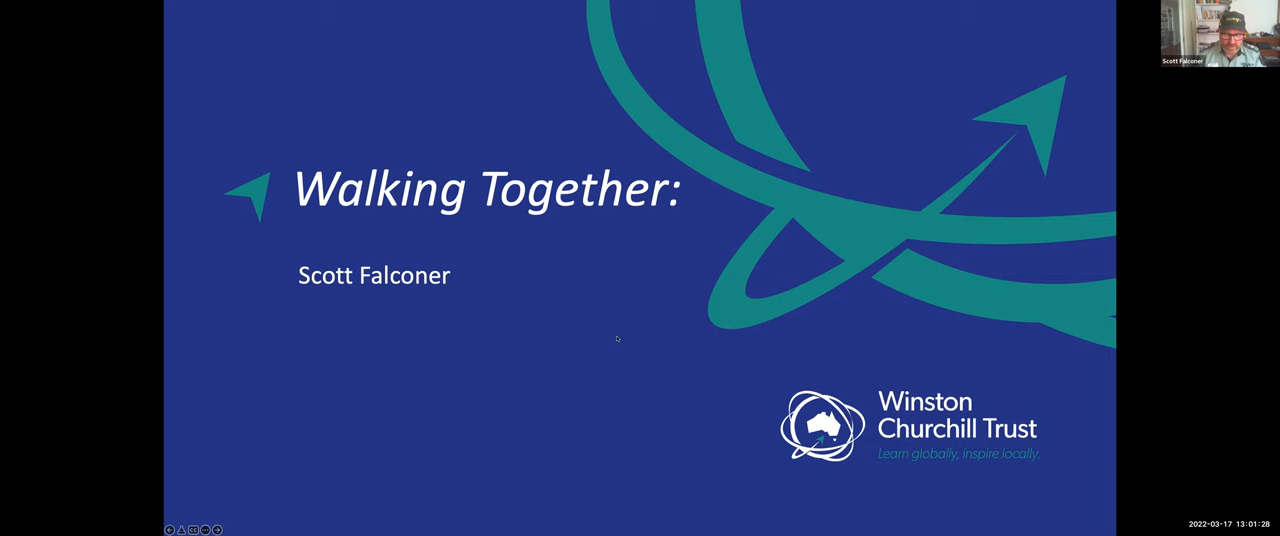 Scott Falconer
Walking Together:
Scott Falconer
Winston
Churchill Trust
Learn globally, inspire locally.
2022-03-17 13:01:28